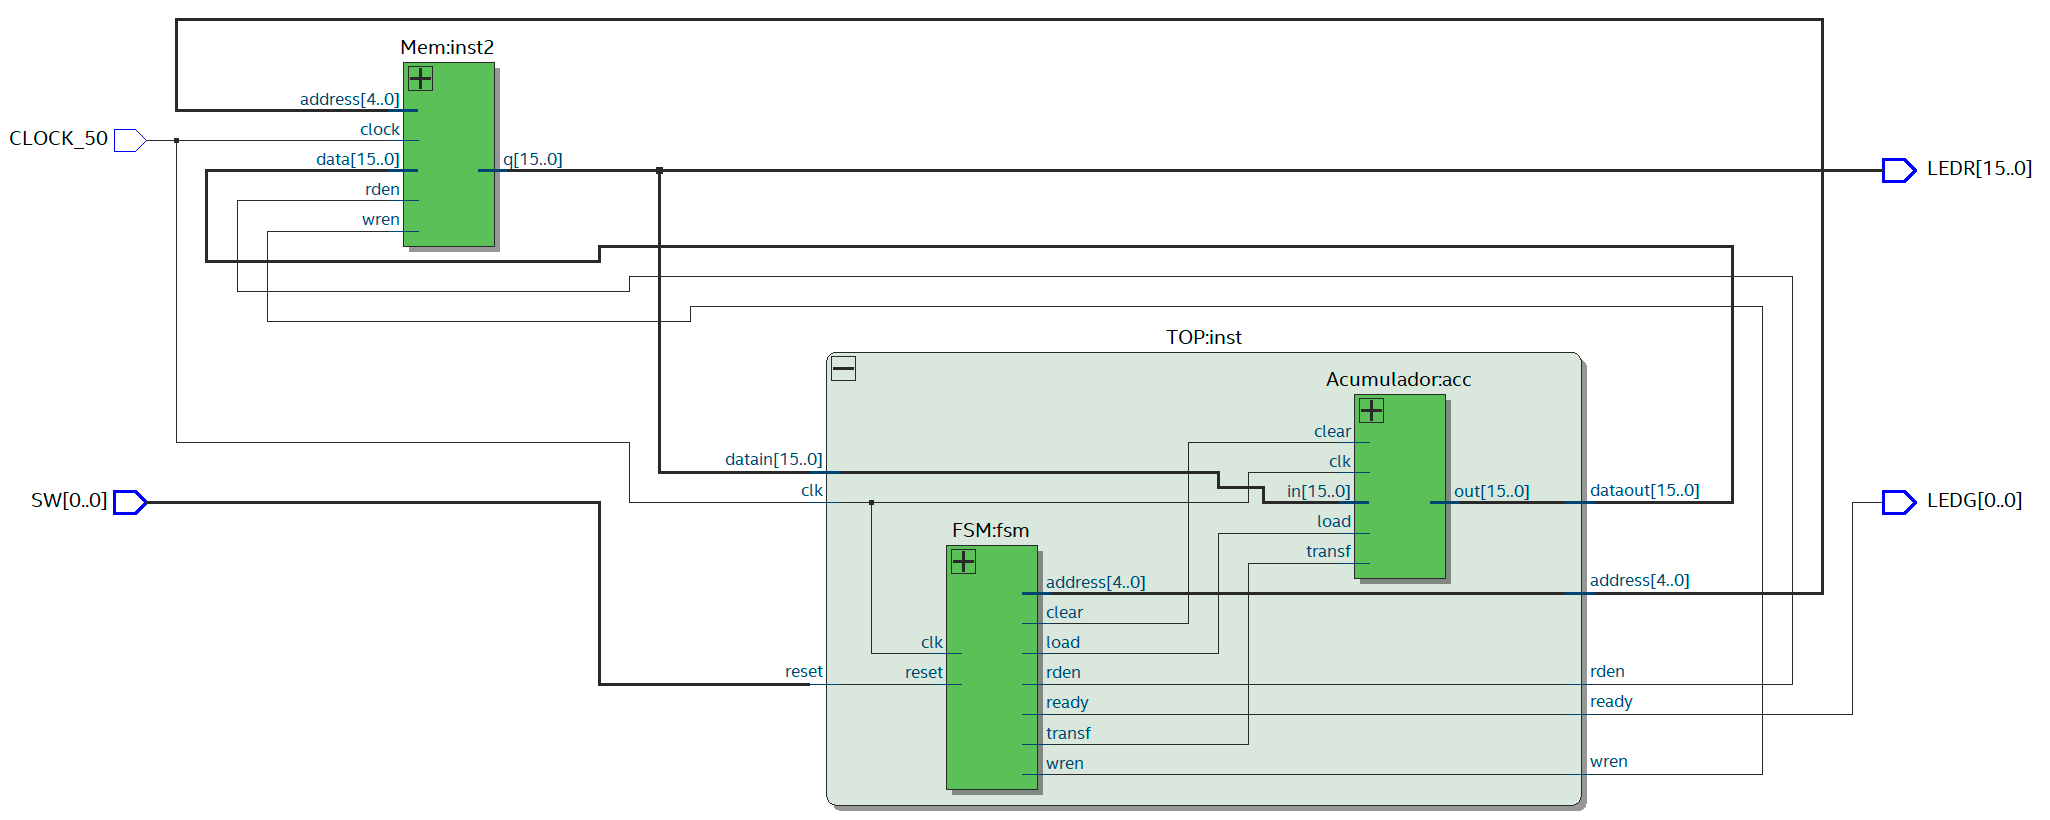 Mem:inst2
address[4..0]
clock
data[15..0]
rden
wren
q[15..0]
CLOCK_50
LEDR[15..0]
TOP:inst
Acumulador:acc
clear
clk
in[15..0]
load
transf
out[15..0]
datain[15..0]
clk
dataout[15..0]
SW[0..0]
LEDG[0..0]
FSM:fsm
address[4..0]
clear
clk
load
reset
reset
rden
ready
transf
wren
address[4..0]
rden
ready
wren